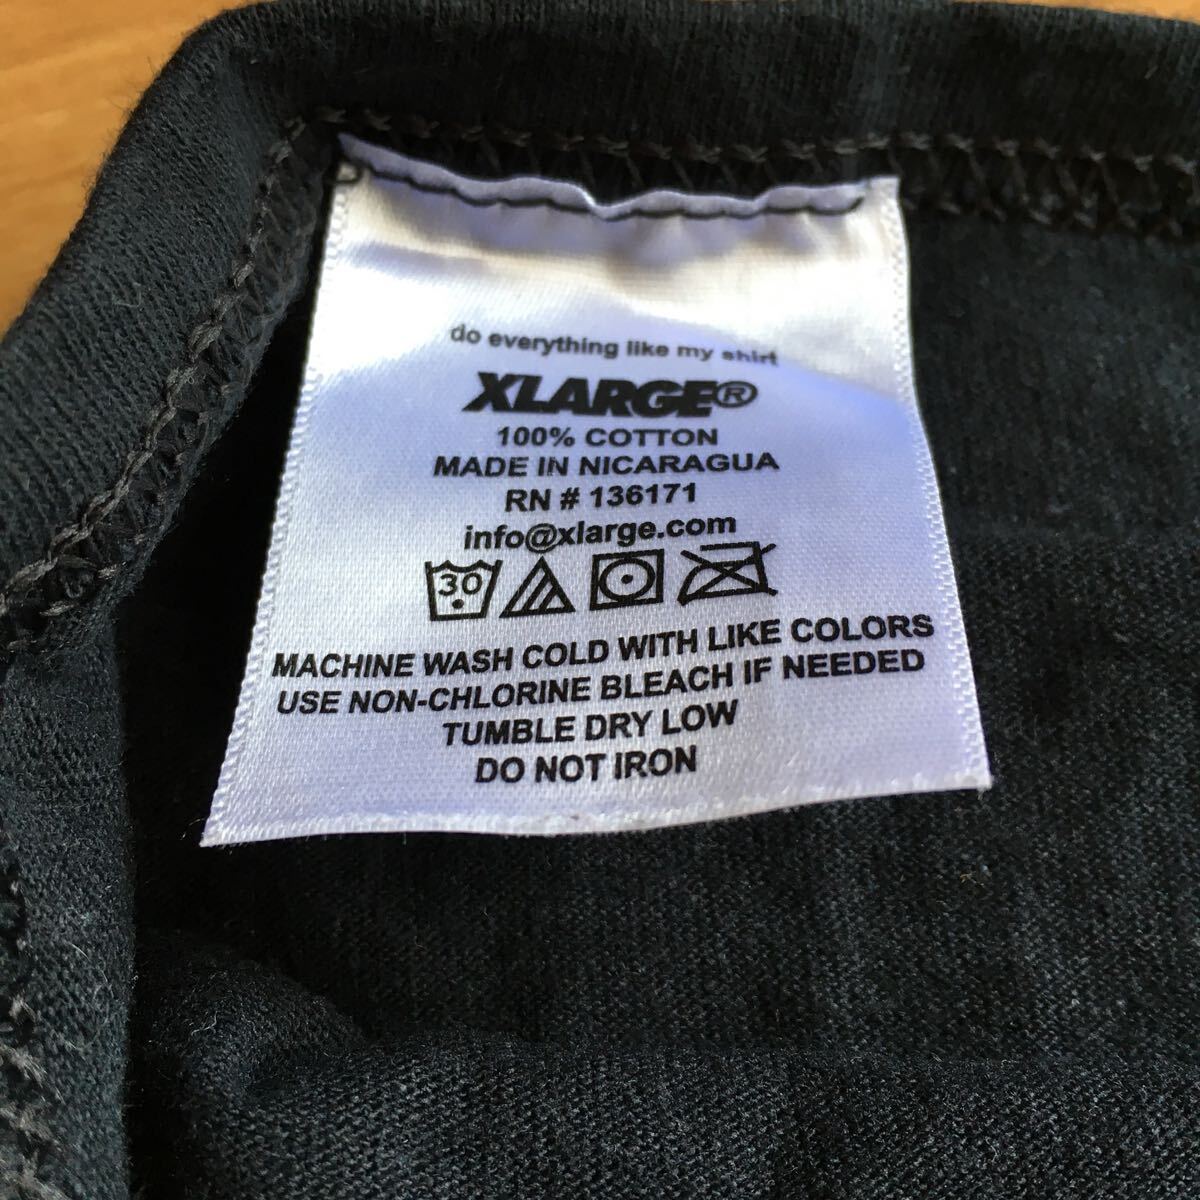 do everything like my shirt
XLARGE®
100% COTTON
MADE IN NICARAGUA
RN # 136171
info@xlarge.com
30
MACHINE WASH COLD WITH LIKE COLORS
USE NON-CHLORINE BLEACH IF NEEDED
TUMBLE DRY LOW
DO NOT IRON